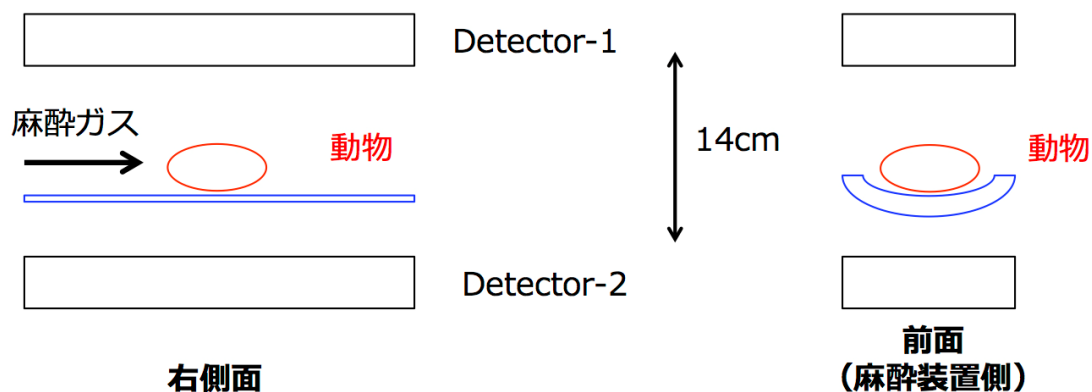 Detector-1
麻酔ガス
動物
14cm
動物
Detector-2
右側面
前面
（麻酔装置側）